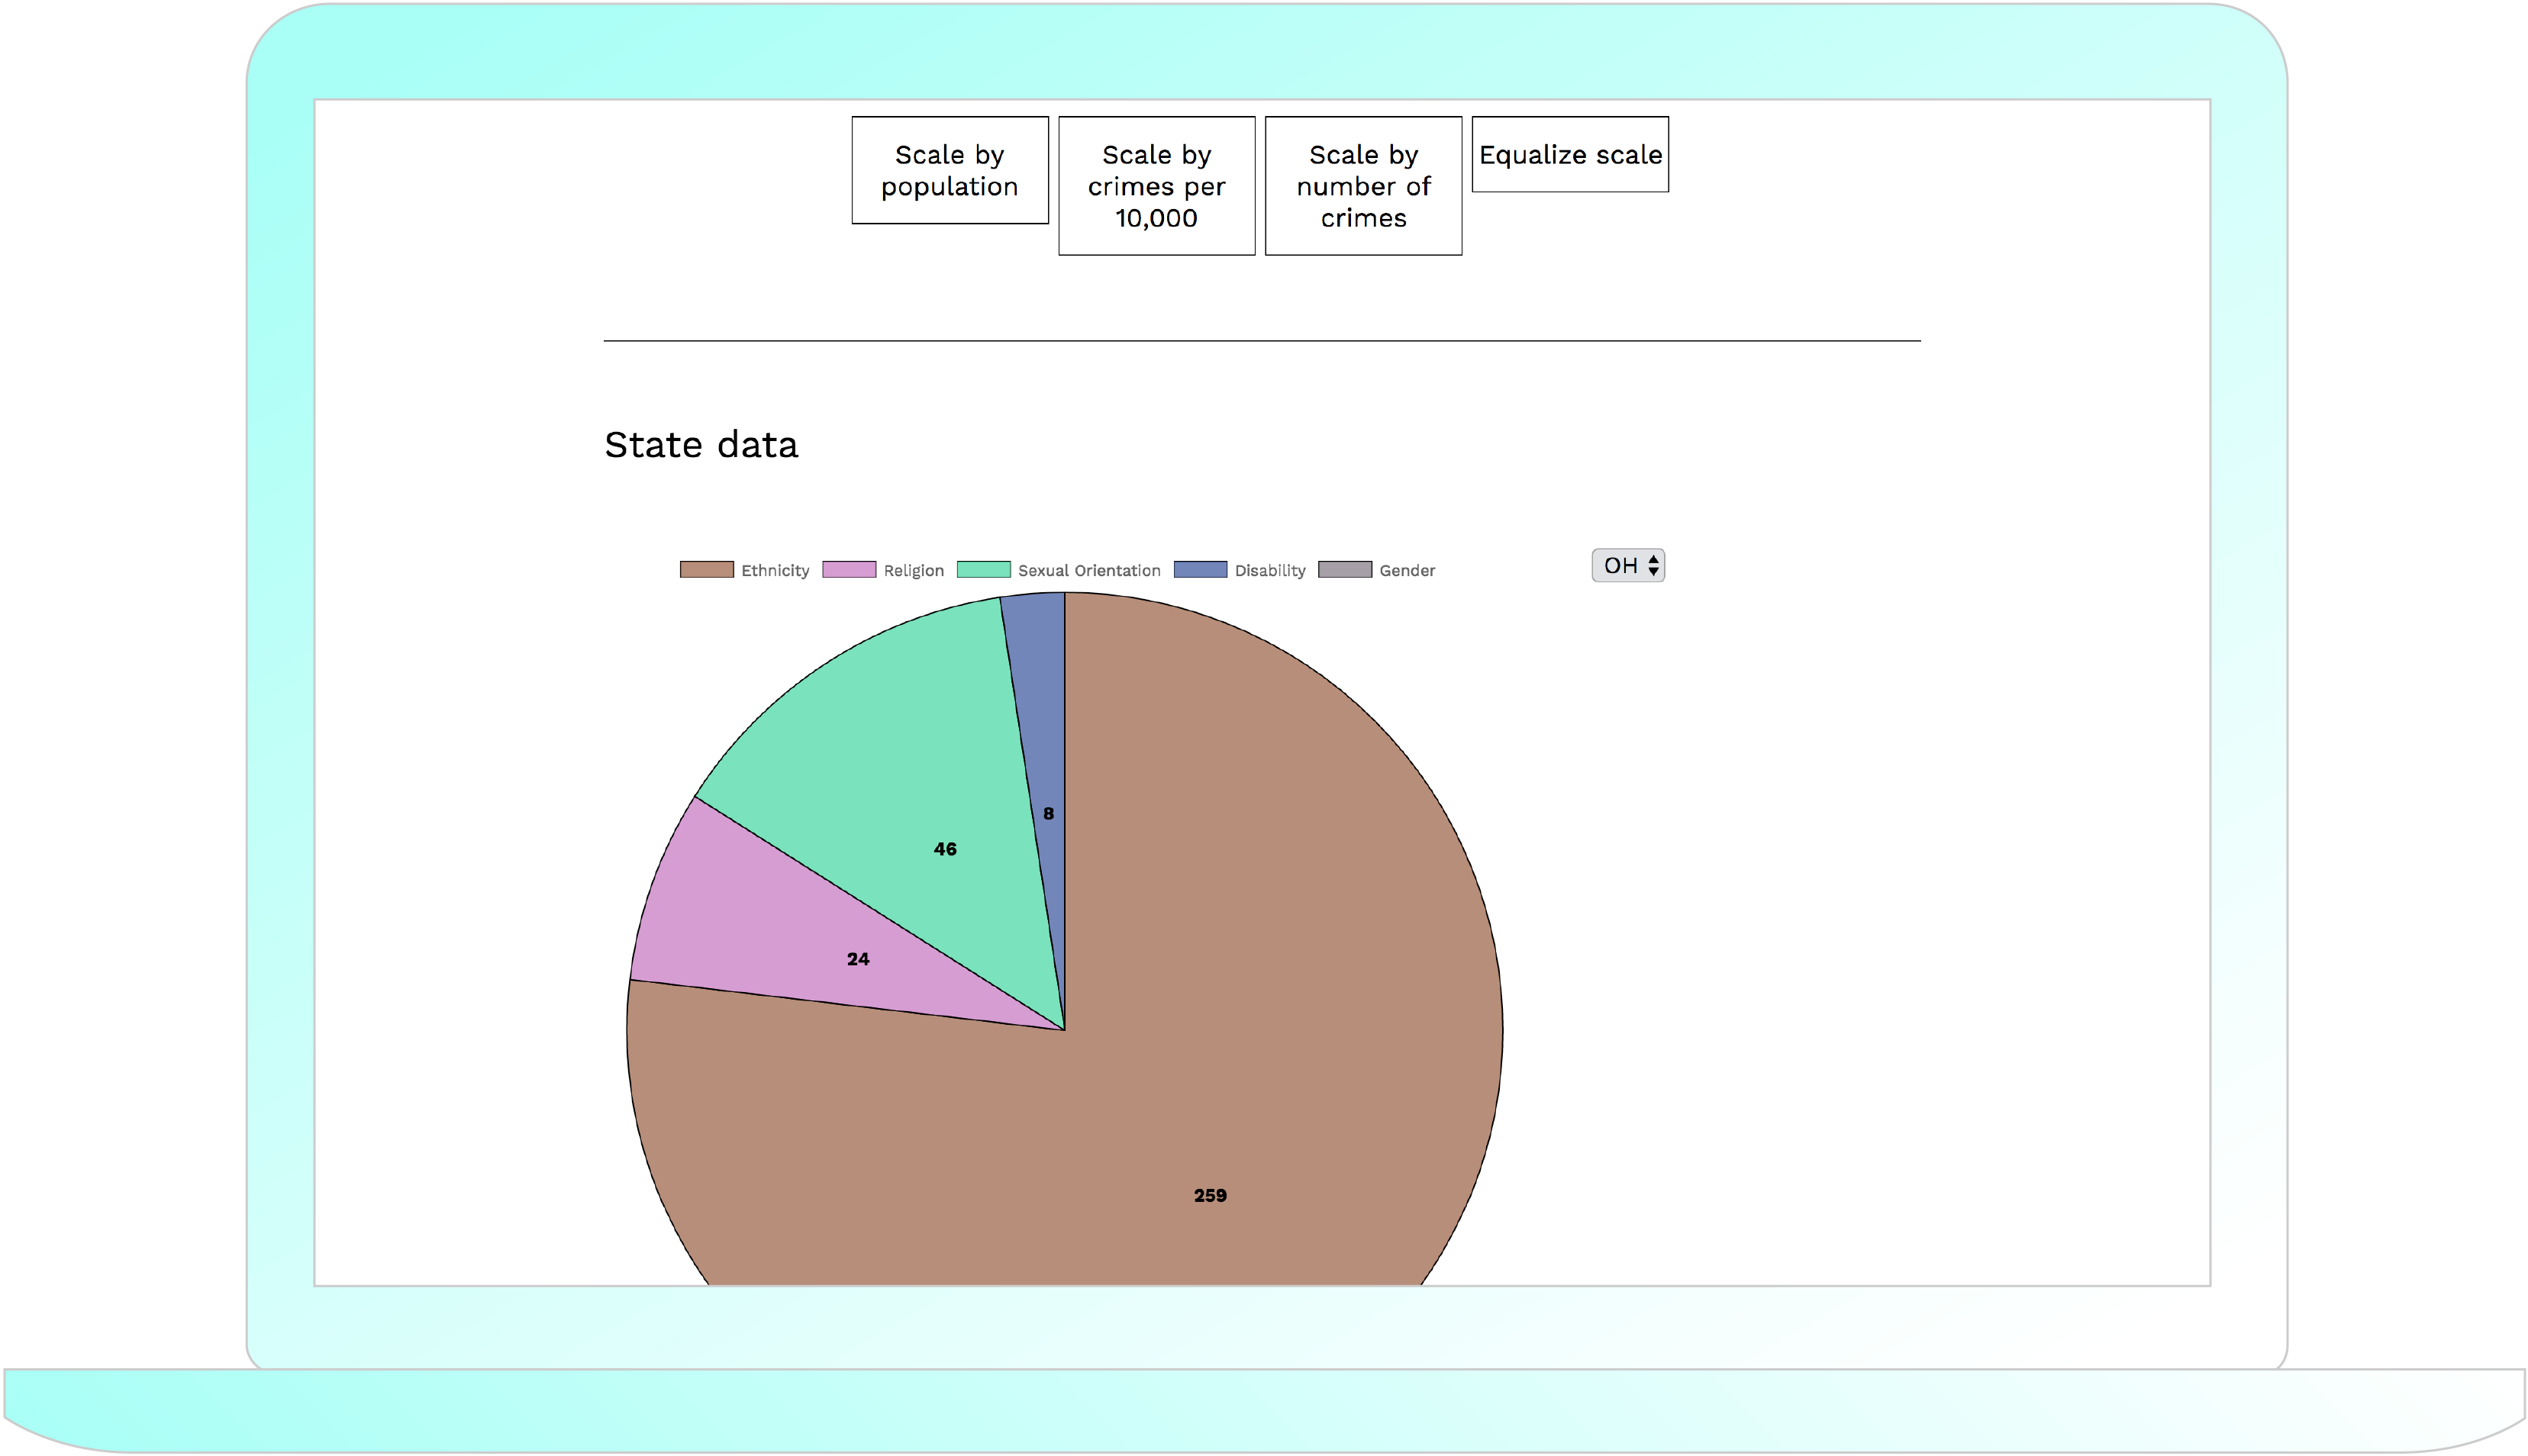 Scale by
population
Scale by
crimes per
10,000
Scale by
number of
crimes
Equalize scale
State data
Ethnicity Religion Sexual Orientation Disability Gender
OH
8
46
24
259